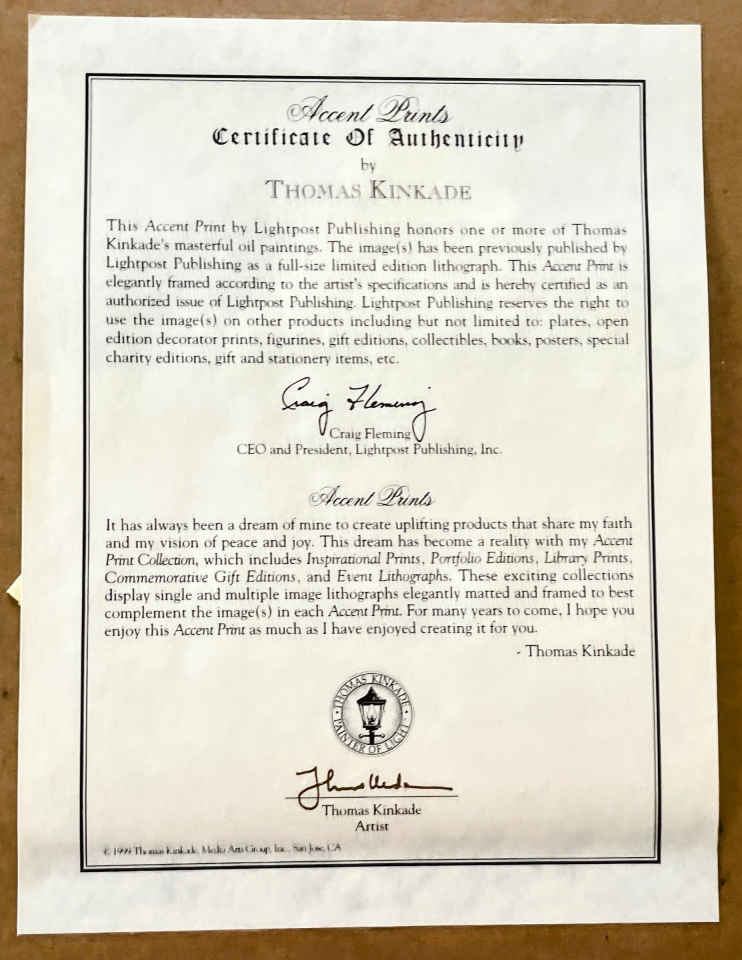 Accent Prints
Certificate Of Authenticity
by
THOMAS KINKADE
This Accent Print by Lightpost Publishing honors one or more of Thomas
Kinkade's masterful oil paintings. The image(s) has been previously published by
Lightpost Publishing as a full-size limited edition lithograph. This Accent Print is
elegantly framed according to the artist's specifications and is hereby certified as an
authorized issue of Lightpost Publishing. Lightpost Publishing reserves the right to
use the image(s) on other products including but not limited to: plates, open
edition decorator prints, figurines, gift editions, collectibles, books, posters, special
charity editions, gift and stationery items, etc.
Craig Fleming
Craig Fleming
CEO and President, Lightpost Publishing, Inc.
Accent Prints
It has always been a dream of mine to create uplifting products that share my faith
and my vision of peace and joy. This dream has become a reality with my Accent
Print Collection, which includes Inspirational Prints, Portfolio Editions, Library Prints,
Commemorative Gift Editions, and Event Lithographs. These exciting collections
display single and multiple image lithographs elegantly matted and framed to best
complement the image(s) in each Accent Print. For many years to come, I hope you
enjoy this Accent Print as much as I have enjoyed creating it for you.
- Thomas Kinkade
THOMAS KINKADE
PAINTER OF LIGHT
Thomas Kinkade
Artist
© 1999 Thomas Kinkade, Media Arts Group, Inc., San Jose, CA